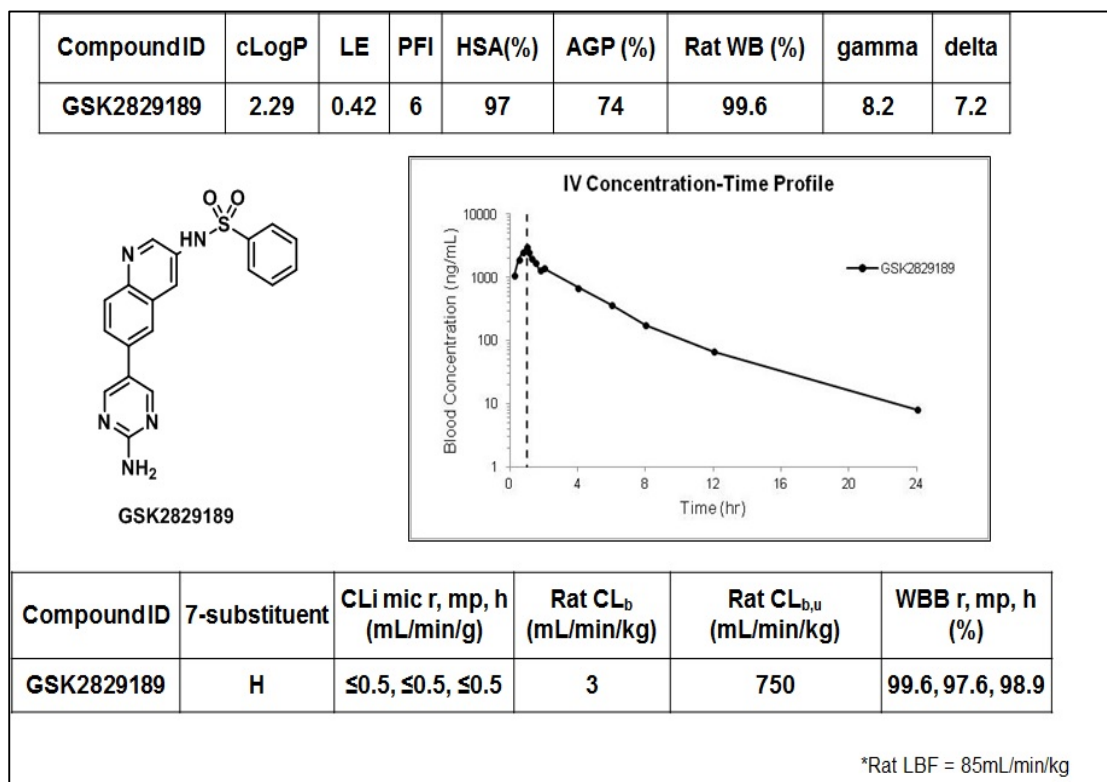 CompoundID cLogP LE PFI HSA(%) AGP (%) Rat WB (%) gamma delta
GSK2829189 2.29 0.42 6 97 74 99.6 8.2 7.2
O O
S
HN
N
N N
NH2
GSK2829189
IV Concentration-Time Profile
Blood Concentration (ng/mL)
10000
1000
100
10
1
GSK2829189
0 4 8 12 16 20 24
Time (hr)
CompoundID 7-substituent CLi mic r, mp, h Rat CLb Rat CLb,u WBB r, mp, h
(mL/min/g) (mL/min/kg) (mL/min/kg) (%)
GSK2829189 H ≤0.5, ≤0.5, ≤0.5 3 750 99.6, 97.6, 98.9
*Rat LBF = 85mL/min/kg